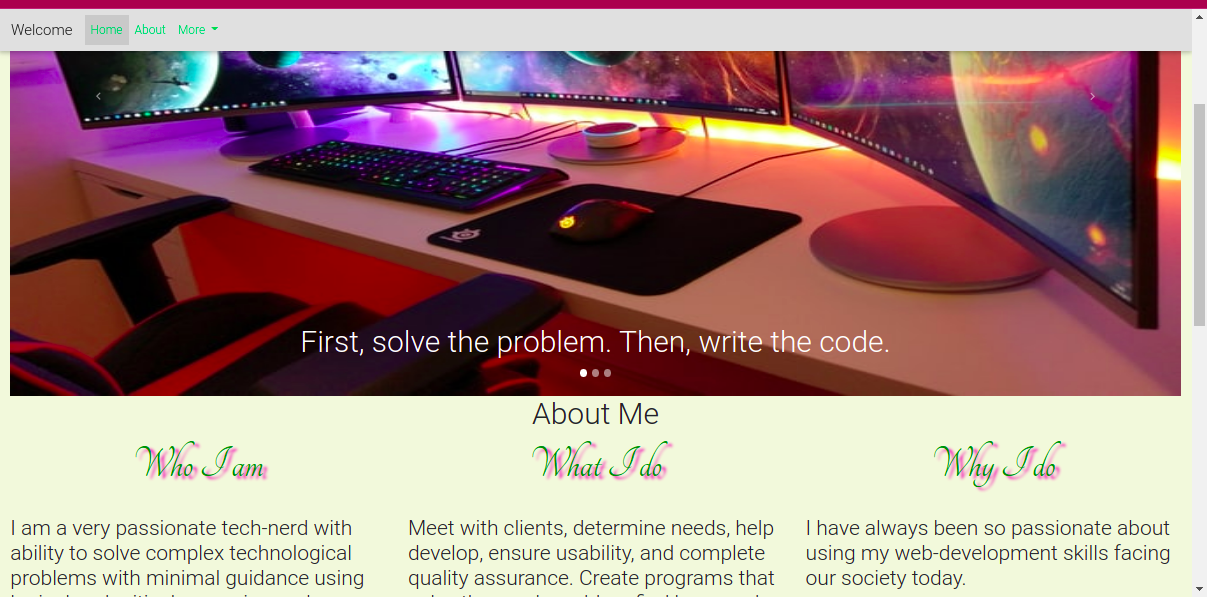 Welcome Home About More
First, solve the problem. Then, write the code.
About Me
Who I am
What I do
Why I do
I am a very passionate tech-nerd with
ability to solve complex technological
problems with minimal guidance using
Meet with clients, determine needs, help
develop, ensure usability, and complete
quality assurance. Create programs that
I have always been so passionate about
using my web-development skills facing
our society today.